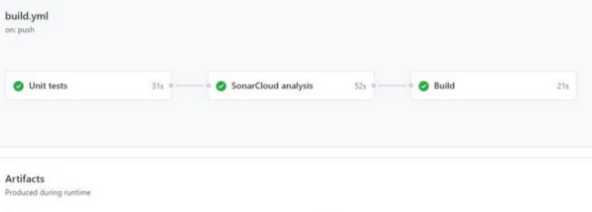 build.yml
on: push
Unit tests 31s
SonarCloud analysis 52s
Build 21s
Artifacts
Produced during runtime